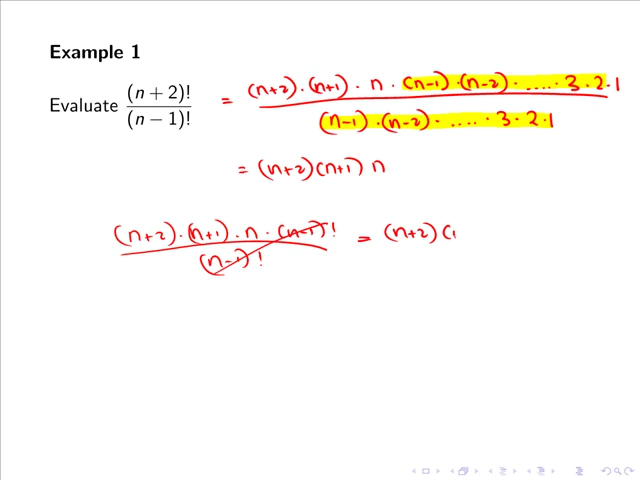 Example 1
Evaluate (n + 2)! / (n − 1)! = (n+2)·(n+1)·n·(n-1)·(n-2)· .... ·3·2·1 / (n-1)·(n-2)· .... ·3·2·1
= (n+2)(n+1) n
(n+2)·(n+1)·n·(n-1)! / (n-1)! = (n+2)(